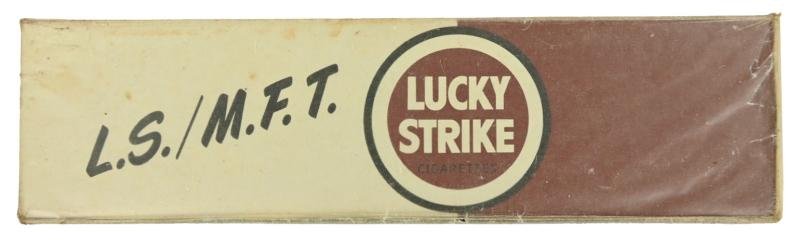 L.S./M.F.T.
LUCKY
STRIKE
CIGARETTES